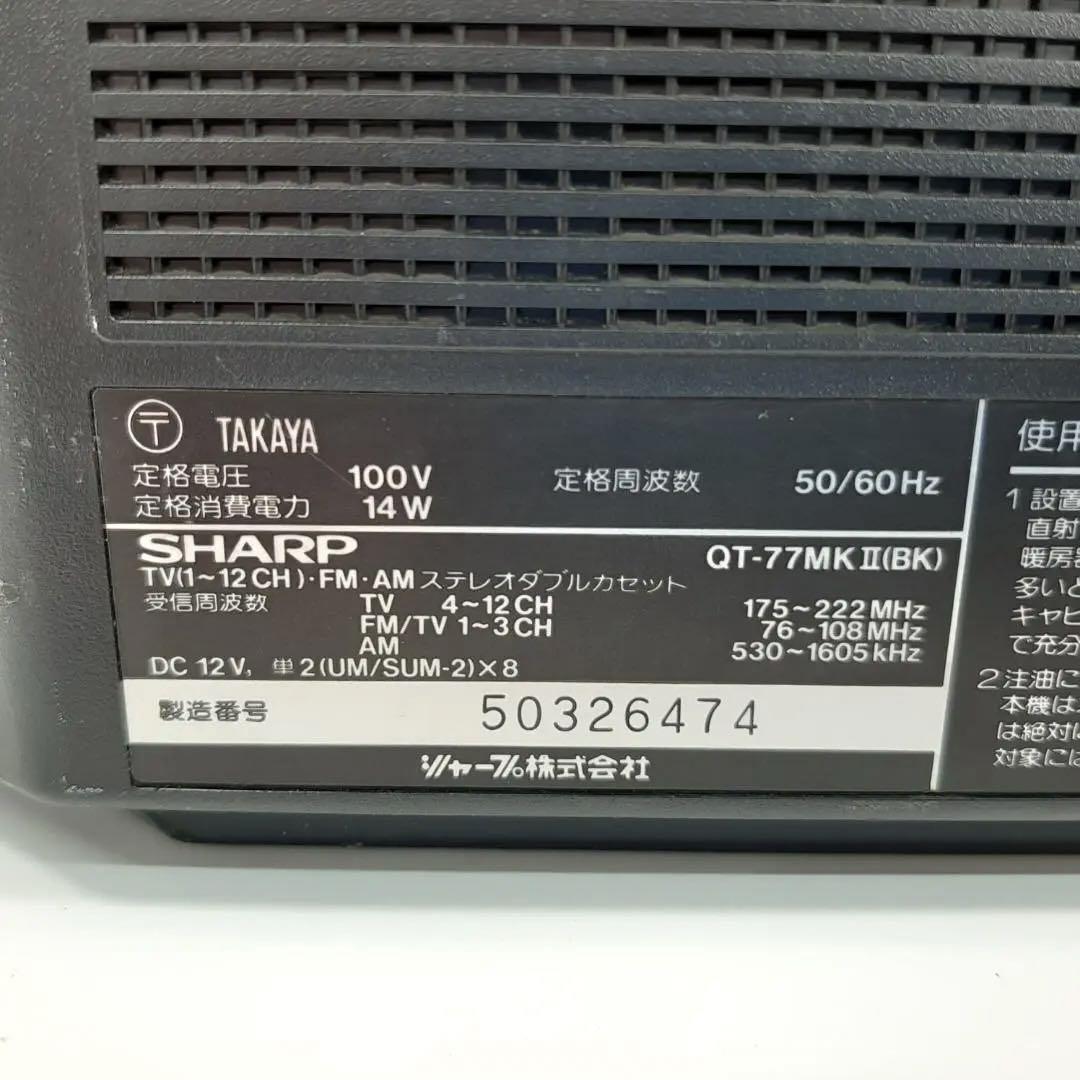 〒 TAKAYA
定格電圧 100V 定格周波数 50/60Hz
定格消費電力 14W
SHARP QT-77MKⅡ(BK)
TV(1~12CH)・FM・AMステレオダブルカセット
受信周波数 TV 4~12CH 175~222MHz
FM/TV 1~3CH 76~108MHz
AM 530~1605kHz
DC 12V, 単2(UM/SUM-2)×8
製造番号 50326474
シャープ株式会社
使用
1 設置
直射
暖房器
多いと
キャビ
で充分
2 注油に
本機は
は絶対に
対象には